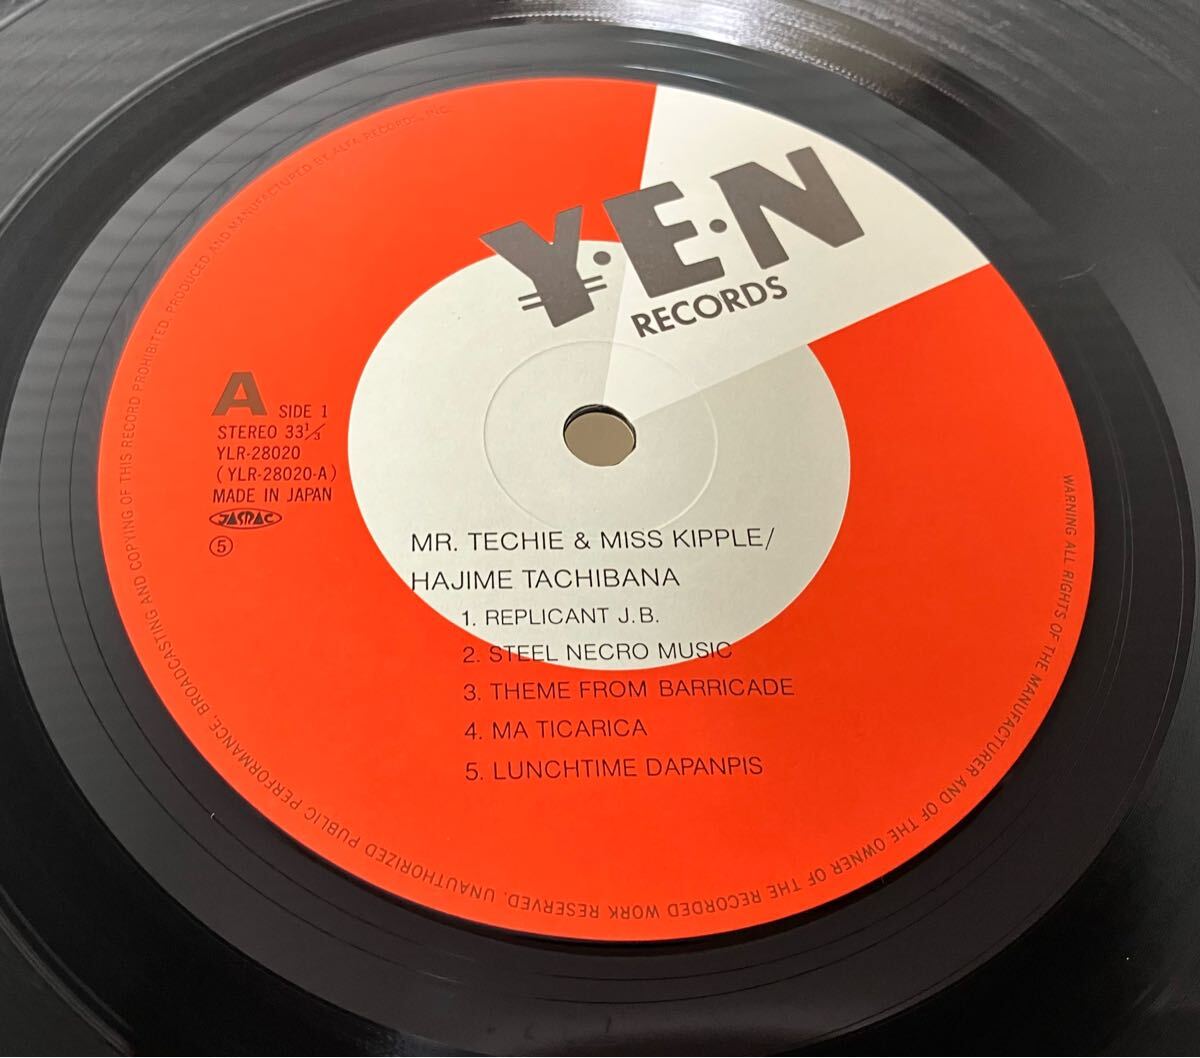 Y·E·N
RECORDS
A SIDE 1
STEREO 33 1/3
YLR-28020
(YLR-28020-A)
MADE IN JAPAN
JASRAC
⑤
MR. TECHIE & MISS KIPPLE/
HAJIME TACHIBANA
1. REPLICANT J.B.
2. STEEL NECRO MUSIC
3. THEME FROM BARRICADE
4. MA TICARICA
5. LUNCHTIME DAPANPIS
WARNING ALL RIGHTS OF THE MANUFACTURER AND OF THE OWNER OF THE RECORDED WORK RESERVED. UNAUTHORIZED PUBLIC PERFORMANCE, BROADCASTING AND COPYING OF THIS RECORD PROHIBITED. PRODUCED AND MANUFACTURED BY ALFA RECORDS, INC.